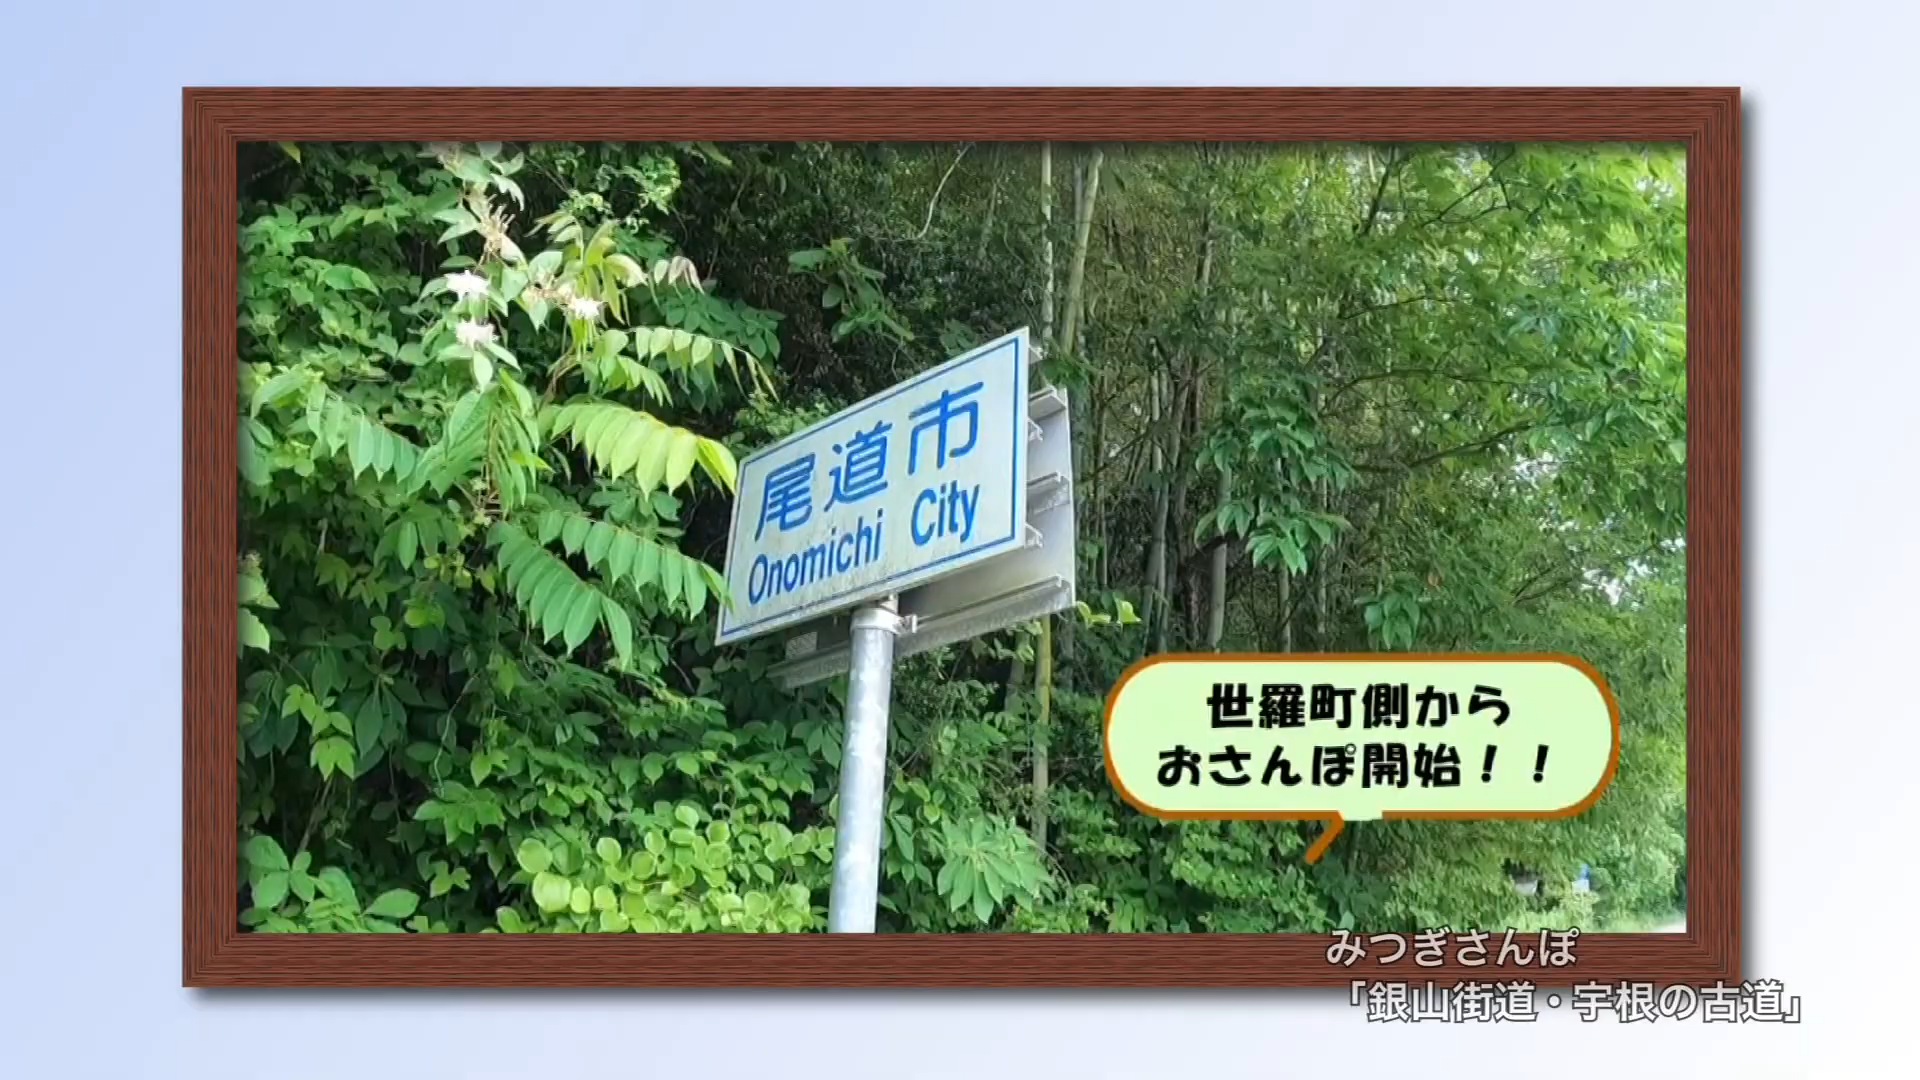 尾道市
Onomichi City
世羅町側から
おさんぽ開始！！
みつぎさんぽ
「銀山街道・宇根の古道」